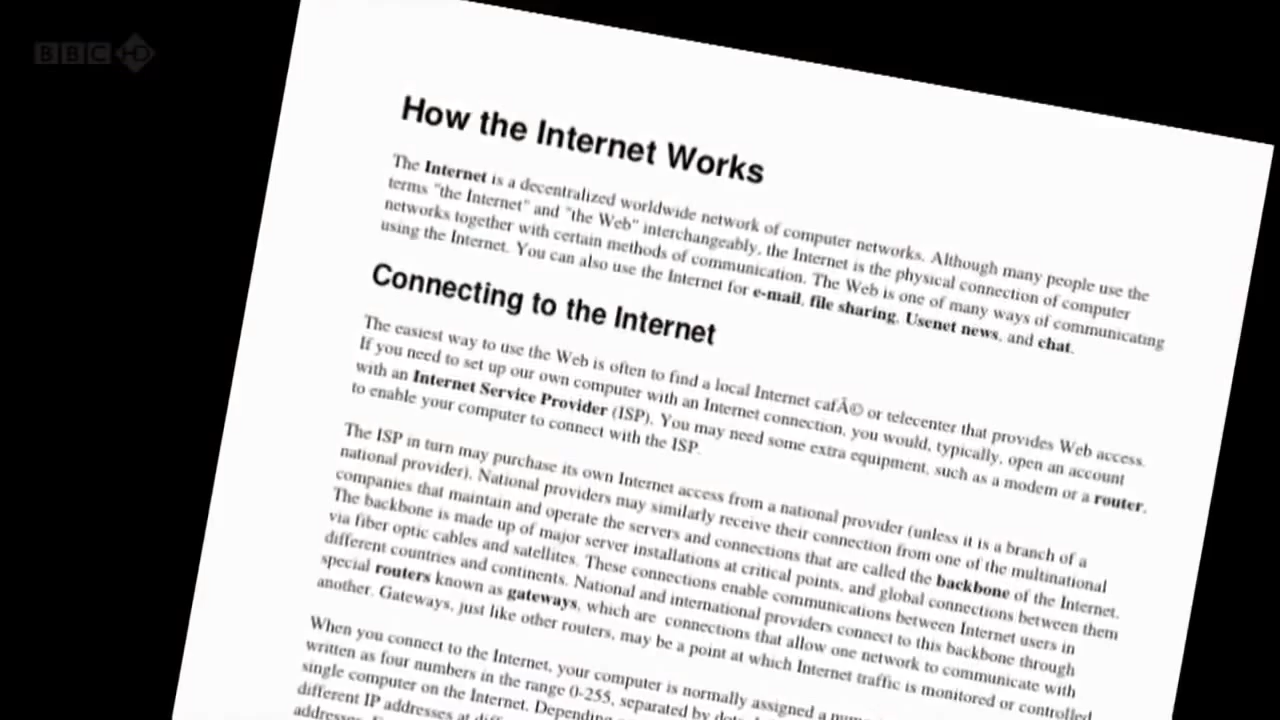 BBC HD
How the Internet Works
The Internet is a decentralized worldwide network of computer networks. Although many people use the
terms "the Internet" and "the Web" interchangeably, the Internet is the physical connection of computer
networks together with certain methods of communication. The Web is one of many ways of communicating
using the Internet. You can also use the Internet for e-mail, file sharing, Usenet news, and chat.
Connecting to the Internet
The easiest way to use the Web is often to find a local Internet cafÃ© or telecenter that provides Web access.
If you need to set up our own computer with an Internet connection, you would, typically, open an account
with an Internet Service Provider (ISP). You may need some extra equipment, such as a modem or a router,
to enable your computer to connect with the ISP.
The ISP in turn may purchase its own Internet access from a national provider (unless it is a branch of a
national provider). National providers may similarly receive their connection from one of the multinational
companies that maintain and operate the servers and connections that are called the backbone of the Internet.
The backbone is made up of major server installations at critical points, and global connections between them
via fiber optic cables and satellites. These connections enable communications between Internet users in
different countries and continents. National and international providers connect to this backbone through
special routers known as gateways, which are connections that allow one network to communicate with
another. Gateways, just like other routers, may be a point at which Internet traffic is monitored or controlled
When you connect to the Internet, your computer is normally assigned a
written as four numbers in the range 0-255, separated by
single computer on the Internet. Depending
different IP addresses at